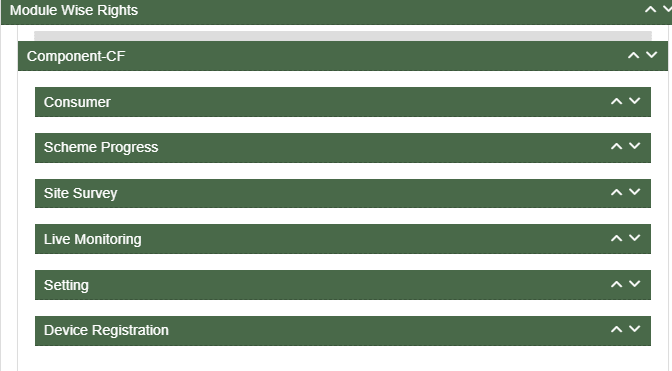 Module Wise Rights
Component-CF
Consumer
Scheme Progress
Site Survey
Live Monitoring
Setting
Device Registration